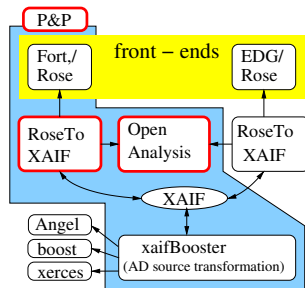 P&P
Fort,/
Rose
front – ends
EDG/
Rose
RoseTo
XAIF
Open
Analysis
RoseTo
XAIF
XAIF
Angel
boost
xerces
xaifBooster
(AD source transformation)